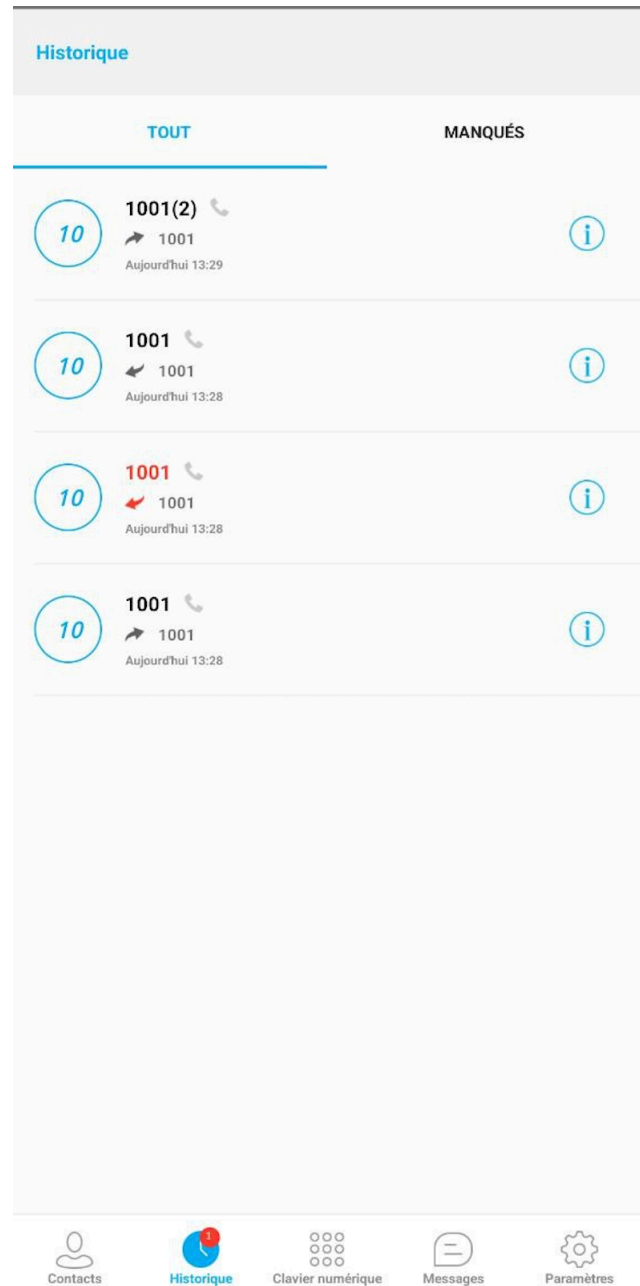 Historique
TOUT MANQUÉS
10 1001(2)
1001
Aujourd'hui 13:29
10 1001
1001
Aujourd'hui 13:28
10 1001
1001
Aujourd'hui 13:28
10 1001
1001
Aujourd'hui 13:28
1
Contacts Historique Clavier numérique Messages Paramètres